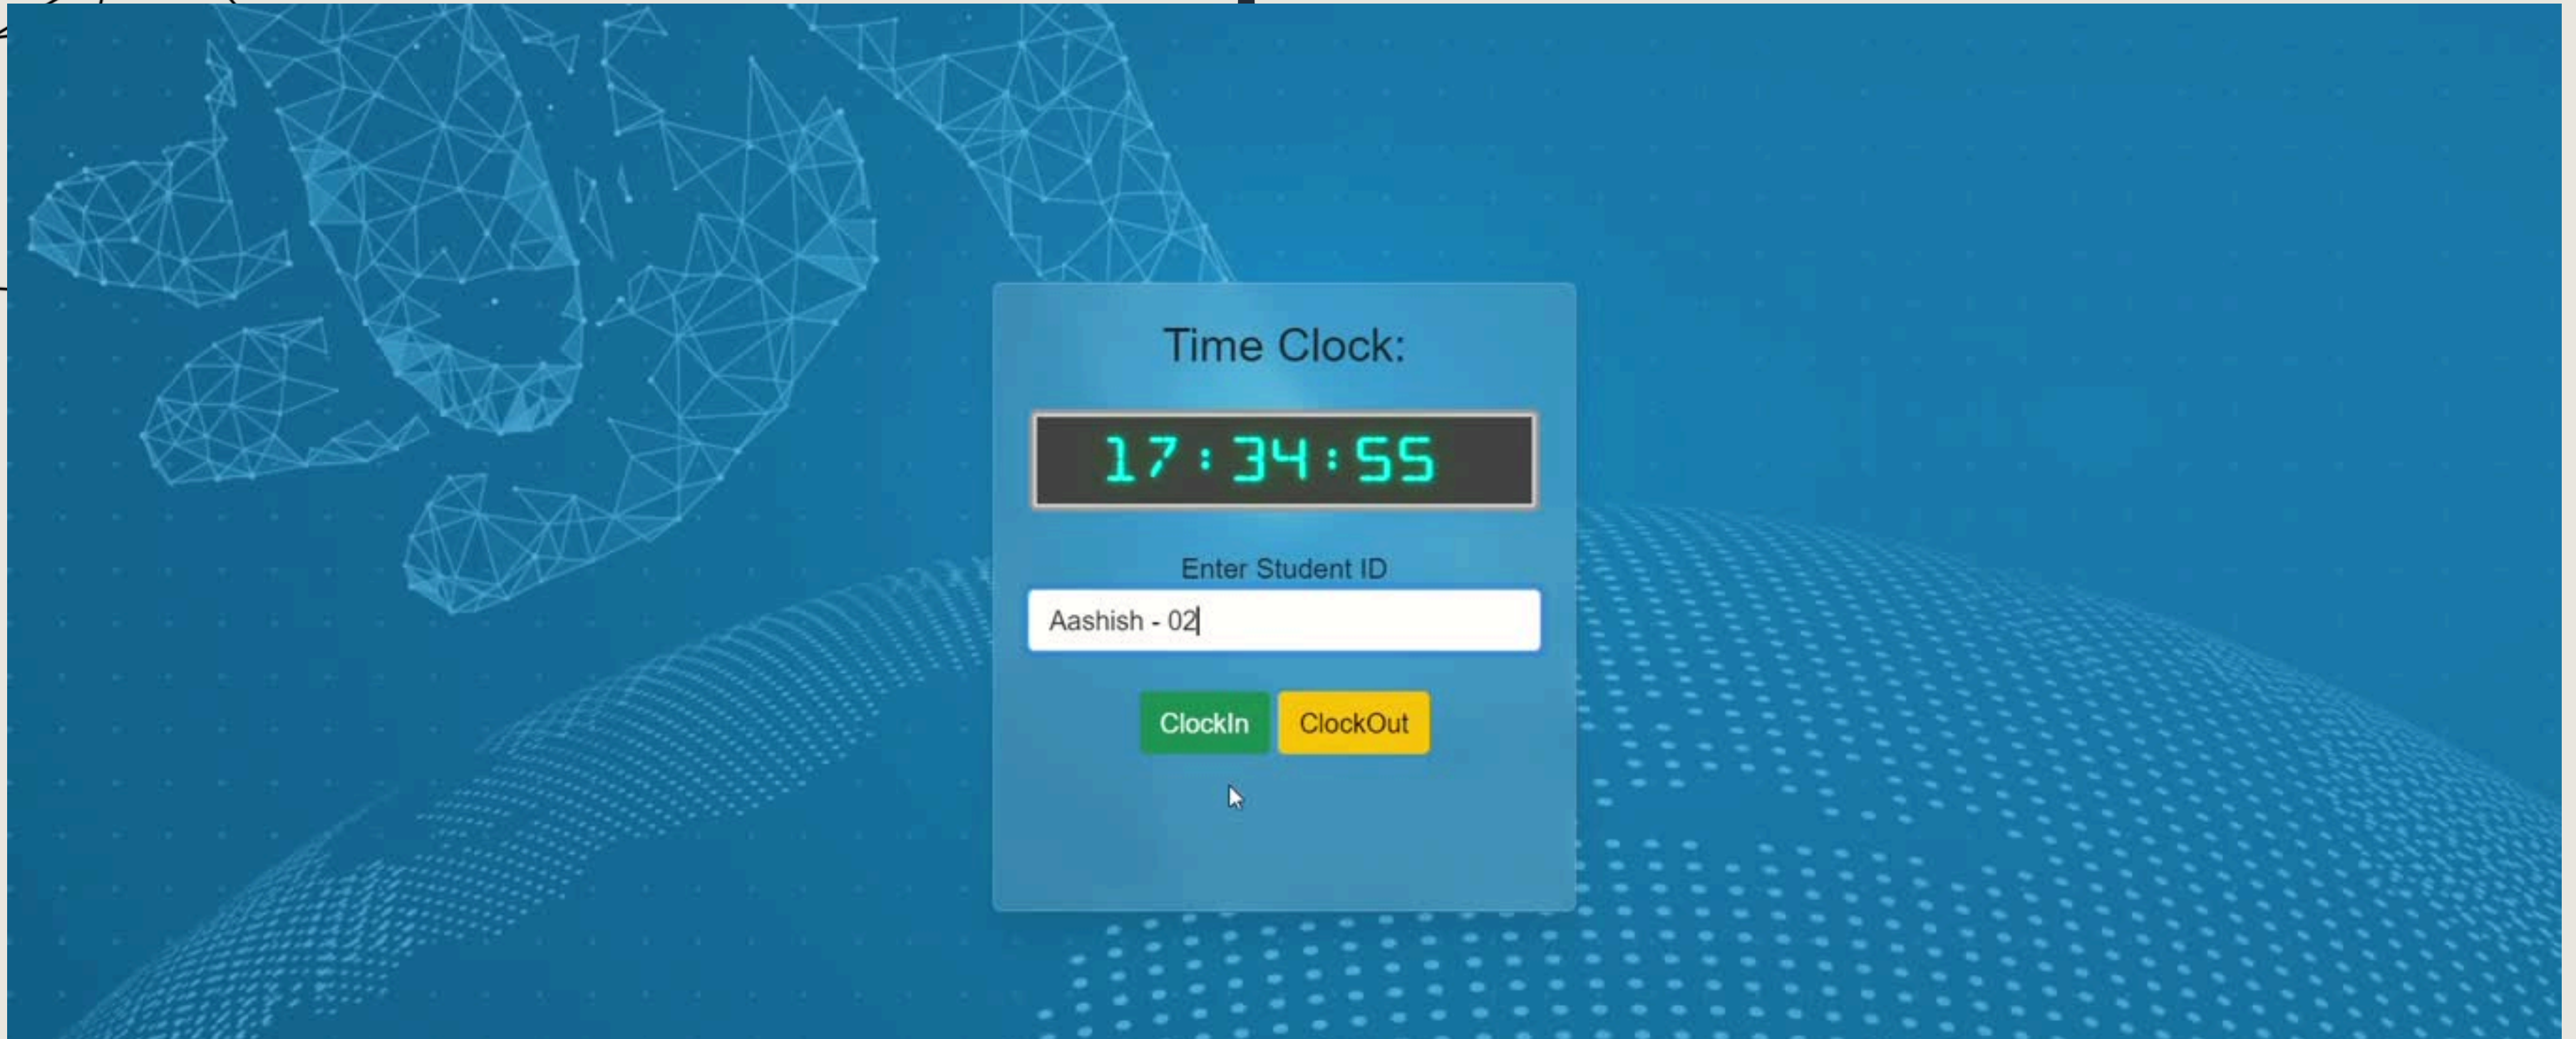 Time Clock:
17:34:55
Enter Student ID
Aashish - 02
ClockIn ClockOut